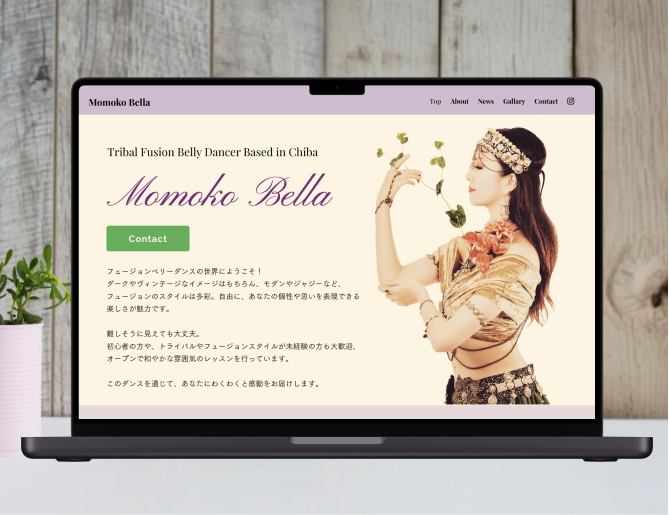 Momoko Bella
Top About News Gallary Contact
Tribal Fusion Belly Dancer Based in Chiba
Momoko Bella
Contact
フュージョンベリーダンスの世界にようこそ！
ダークやヴィンテージなイメージはもちろん、モダンやジャジーなど、
フュージョンのスタイルは多彩。自由に、あなたの個性や思いを表現できる
楽しさが魅力です。
難しそうに見えても大丈夫。
初心者の方や、トライバルやフュージョンスタイルが未経験の方も大歓迎、
オープンで和やかな雰囲気のレッスンを行っています。
このダンスを通じて、あなたにわくわくと感動をお届けします。